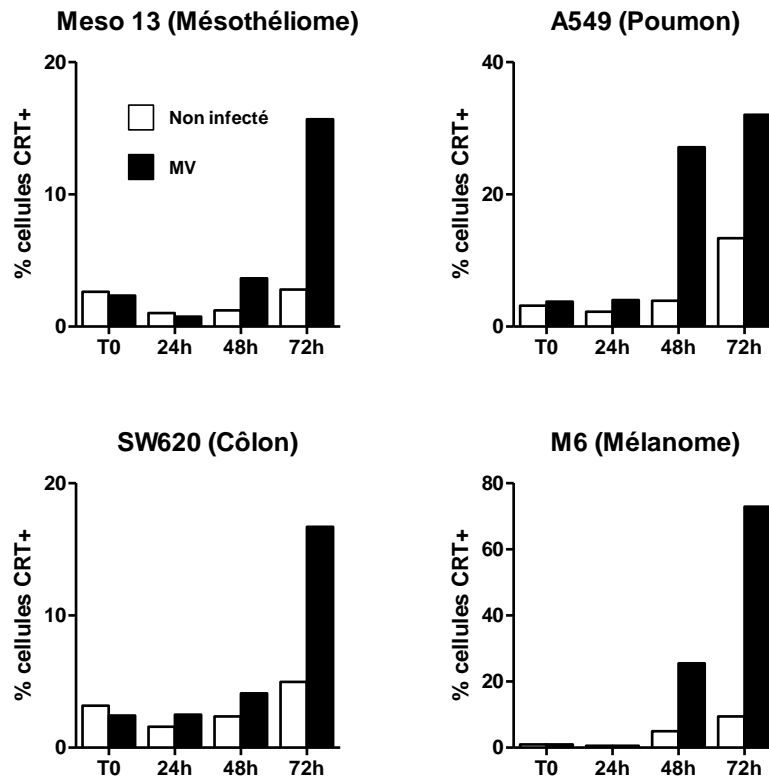 Meso 13 (Mésothéliome)
20
10
0
% cellules CRT+
Non infecté
MV
T0 24h 48h 72h
A549 (Poumon)
40
20
0
% cellules CRT+
T0 24h 48h 72h
SW620 (Côlon)
20
10
0
% cellules CRT+
T0 24h 48h 72h
M6 (Mélanome)
80
60
40
20
0
% cellules CRT+
T0 24h 48h 72h